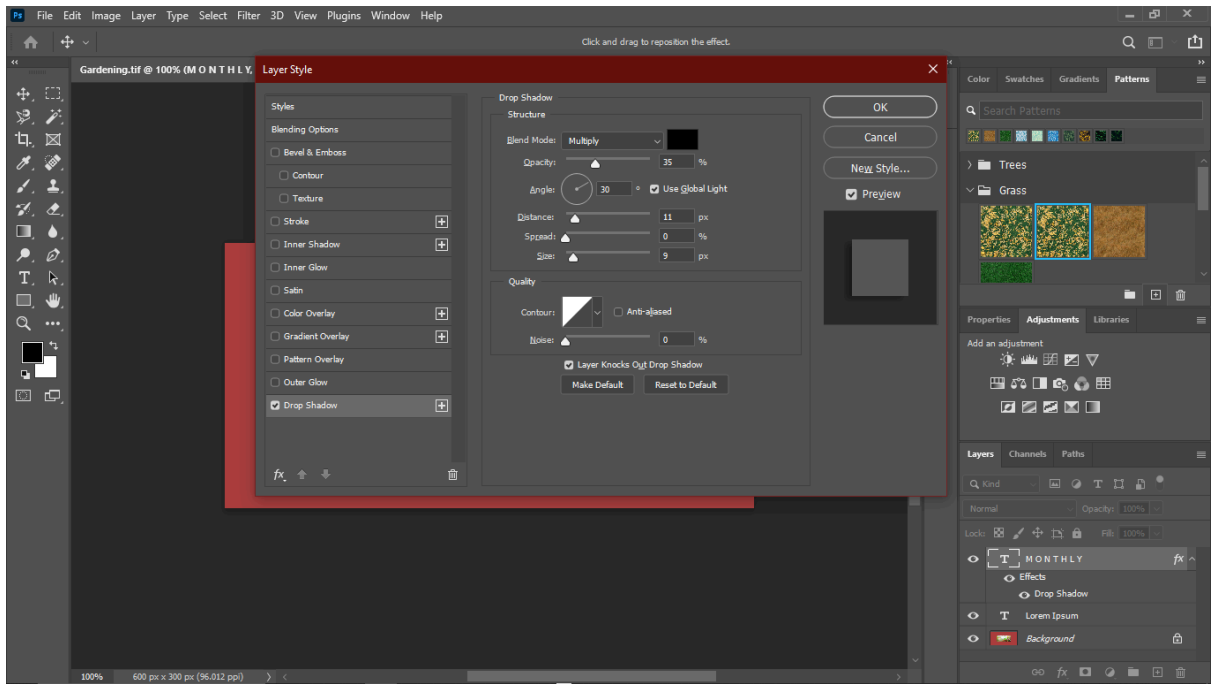 Ps File Edit Image Layer Type Select Filter 3D View Plugins Window Help
Click and drag to reposition the effect.
Gardening.tif @ 100% (M O N T H L Y,
Layer Style
Styles
Blending Options
Bevel & Emboss
Contour
Texture
Stroke
Inner Shadow
Inner Glow
Satin
Color Overlay
Gradient Overlay
Pattern Overlay
Outer Glow
Drop Shadow
fx
Drop Shadow
Structure
Blend Mode: Multiply
Opacity: 35 %
Angle: 30 ° Use Global Light
Distance: 11 px
Spread: 0 %
Size: 9 px
Quality
Contour: Anti-aliased
Noise: 0 %
Layer Knocks Out Drop Shadow
Make Default Reset to Default
OK
Cancel
New Style...
Preview
Color Swatches Gradients Patterns
Search Patterns
Trees
Grass
Properties Adjustments Libraries
Add an adjustment
Layers Channels Paths
Kind
Normal Opacity: 100%
Lock: Fill: 100%
T M O N T H L Y fx
Effects
Drop Shadow
T Lorem Ipsum
Background
fx
100% 600 px x 300 px (96.012 ppi)